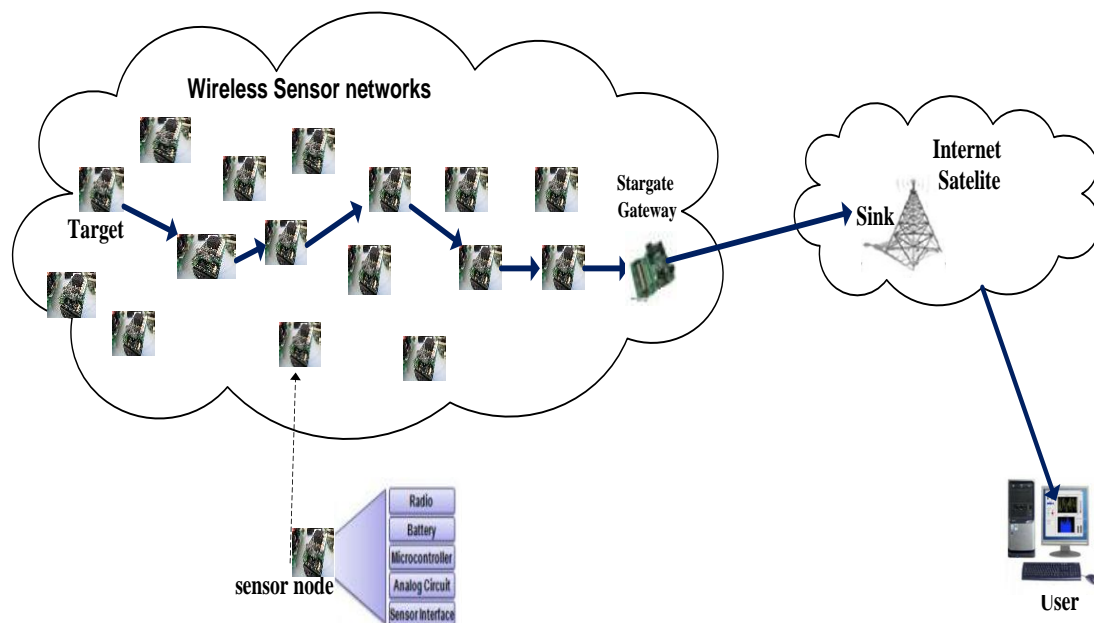 Wireless Sensor networks
Target
Stargate
Gateway
Internet
Satelite
Sink
Radio
Battery
Microcontroller
Analog Circuit
Sensor Interface
sensor node
User